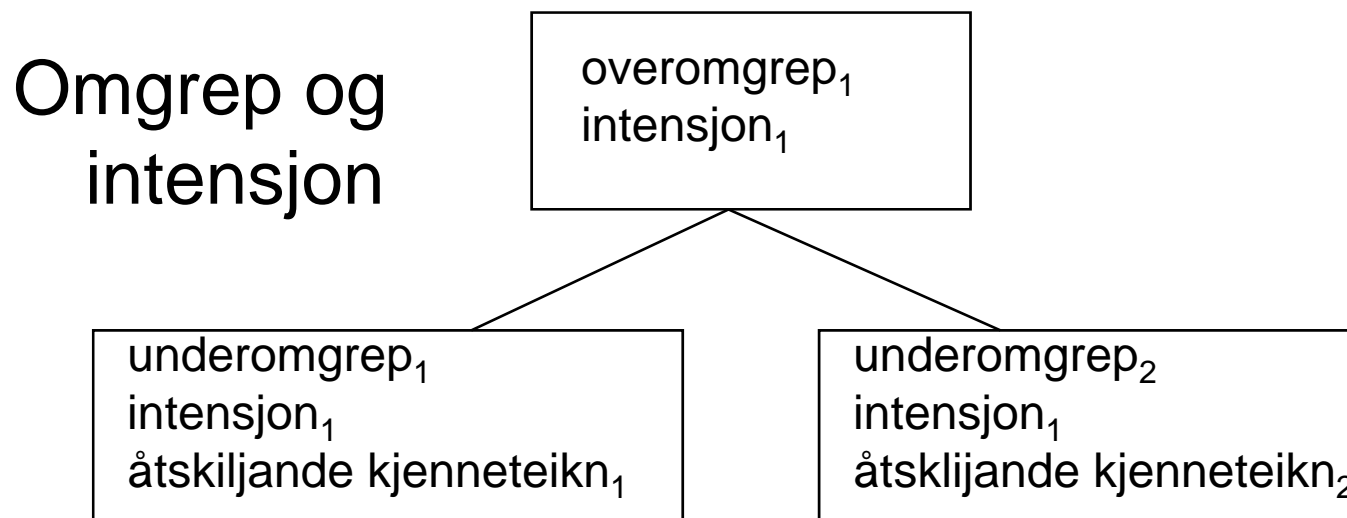 Omgrep og
intensjon
overomgrep₁
intensjon₁
underomgrep₁
intensjon₁
åtskiljande kjenneteikn₁
underomgrep₂
intensjon₁
åtsklijande kjenneteikn₂